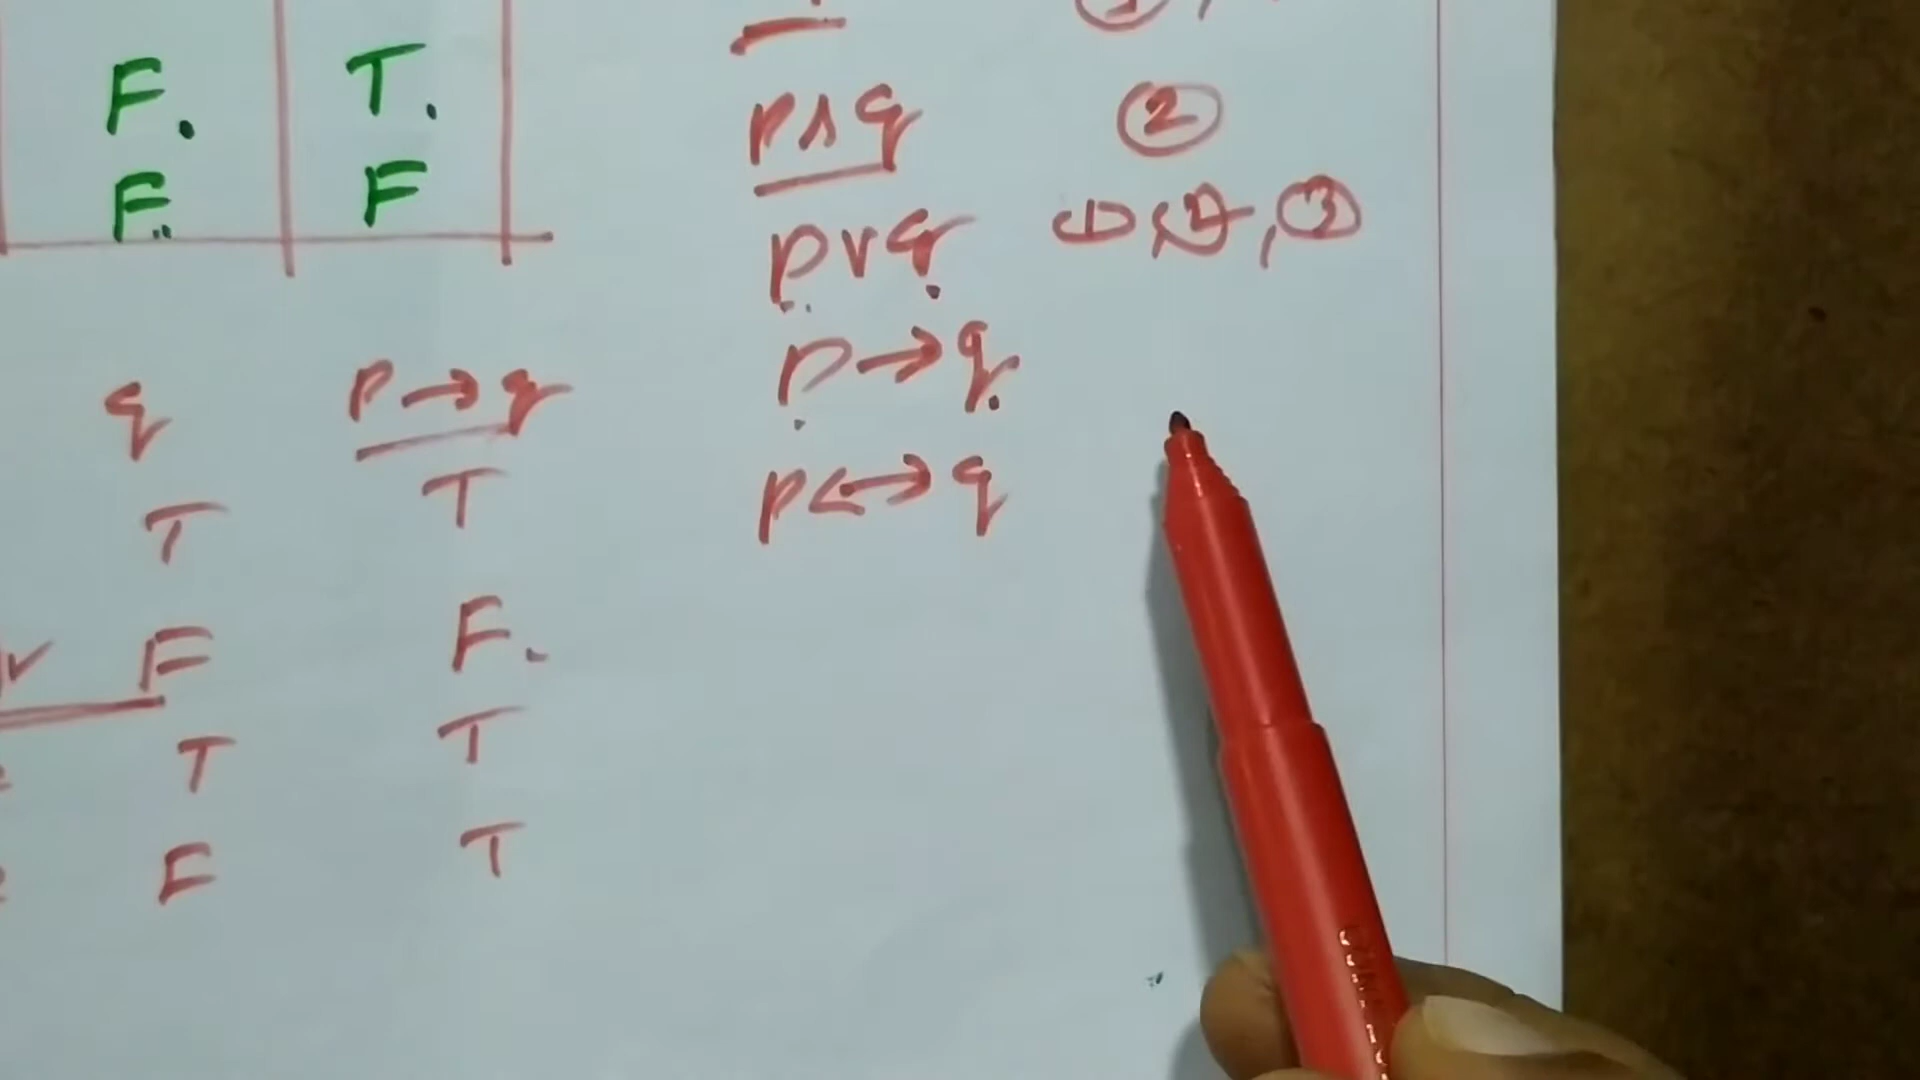 F. T.
F. F
p∧q ②
p∨q ①,②,③
p→q
p↔q
q p→q
T T
F F.
T T
F T